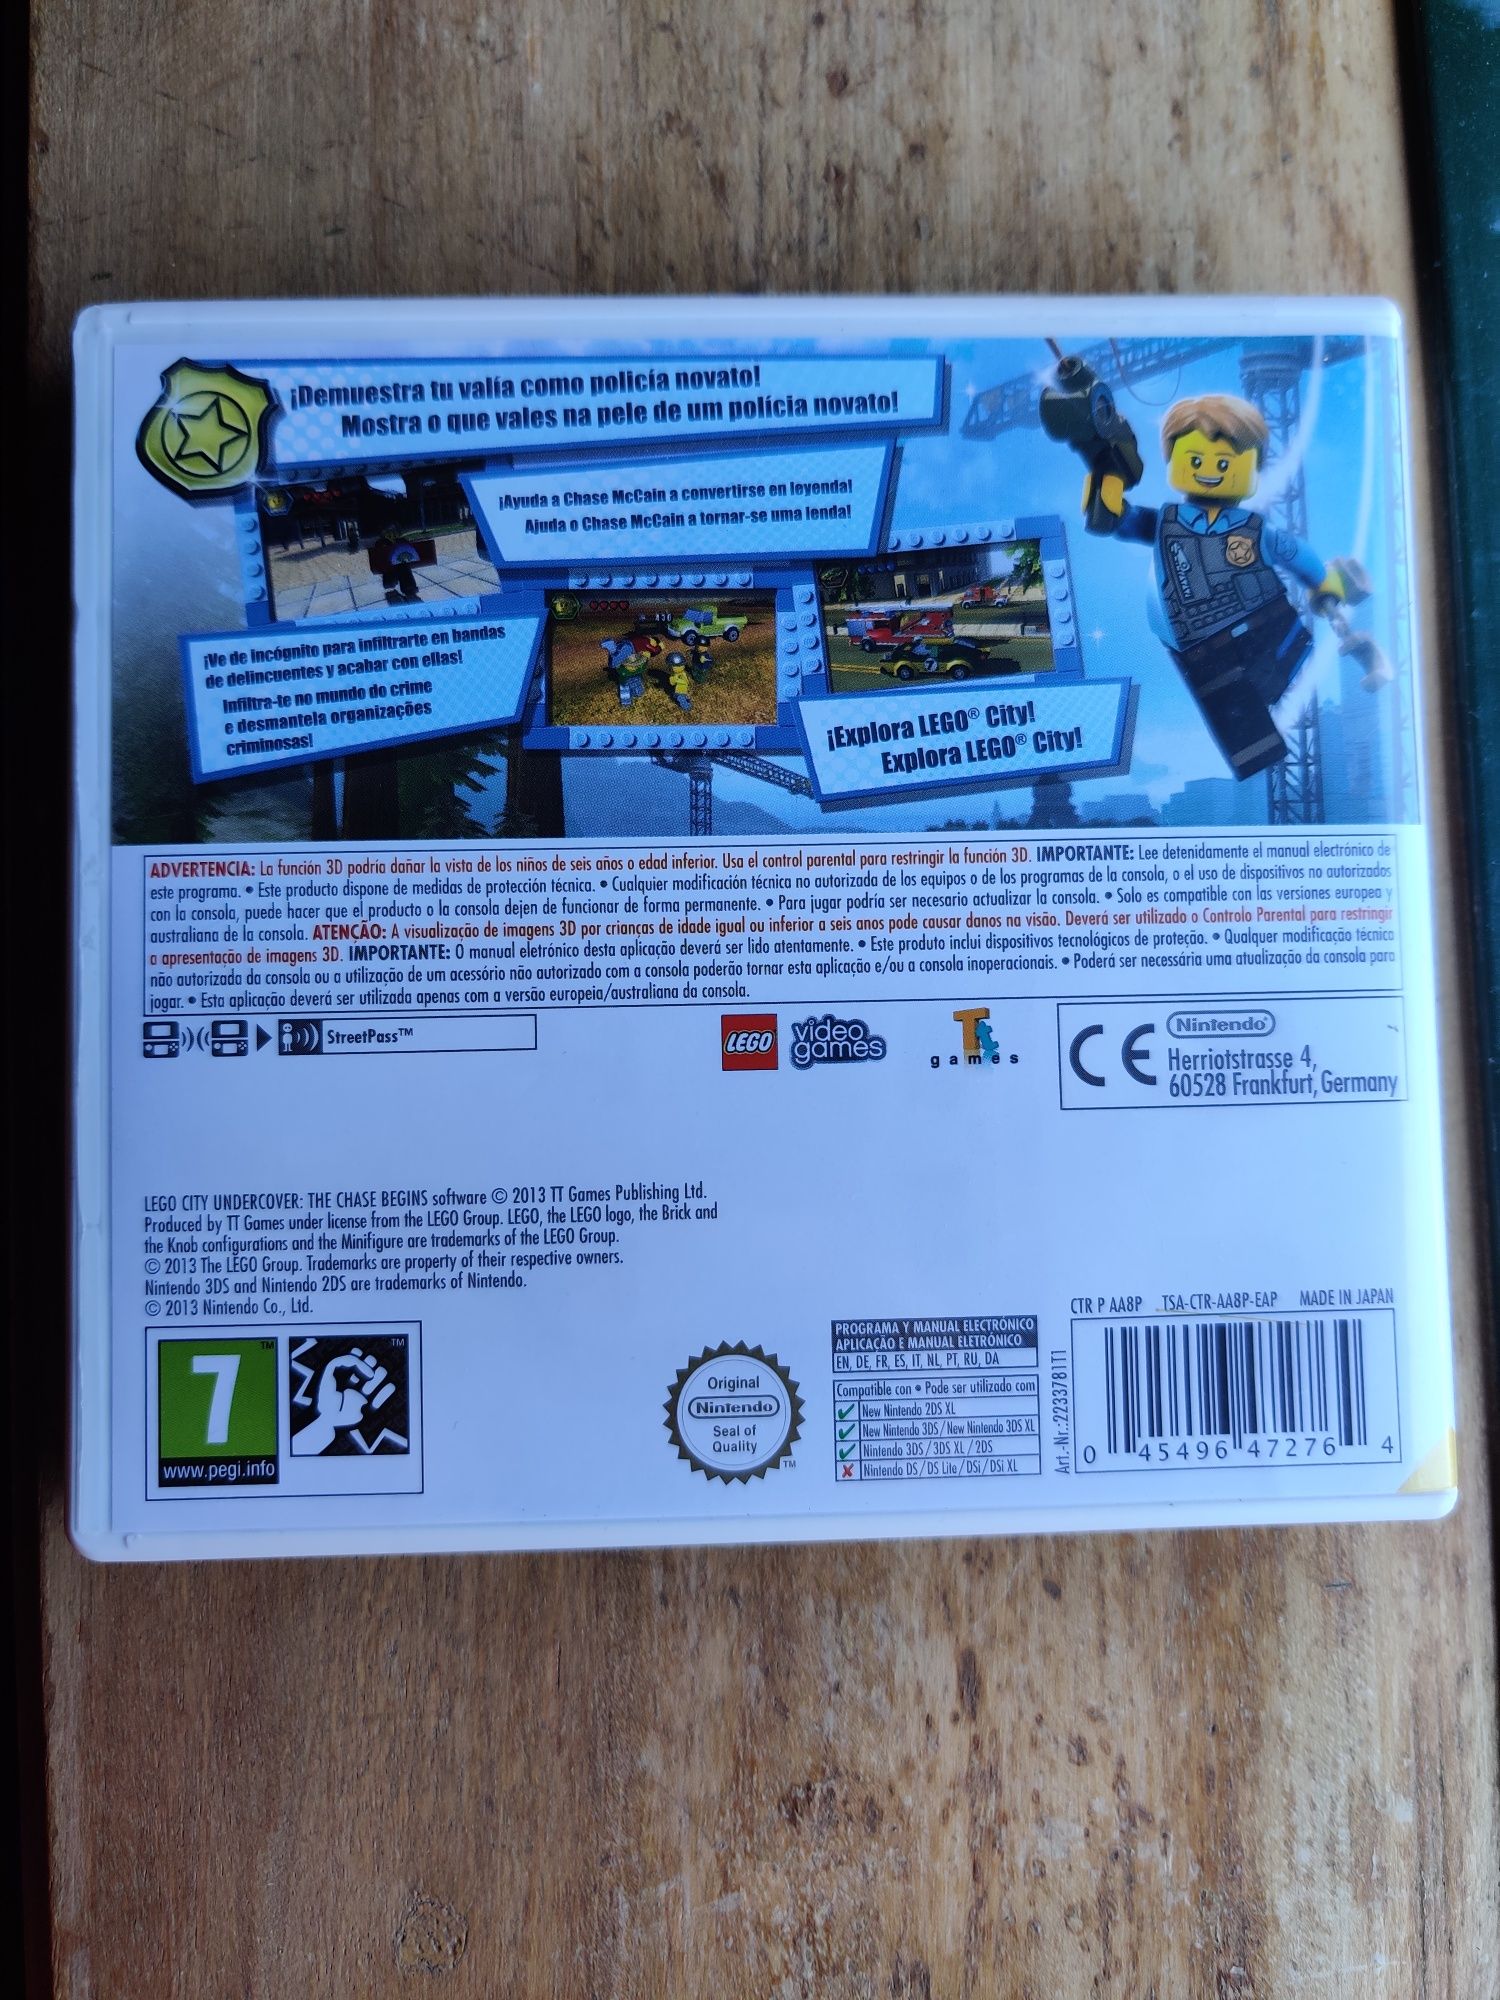 ¡Demuestra tu valía como policía novato!
Mostra o que vales na pele de um polícia novato!
¡Ayuda a Chase McCain a convertirse en leyenda!
Ajuda o Chase McCain a tornar-se uma lenda!
¡Ve de incógnito para infiltrarte en bandas
de delincuentes y acabar con ellas!
Infiltra-te no mundo do crime
e desmantela organizações
criminosas!
¡Explora LEGO® City!
Explora LEGO® City!
ADVERTENCIA: La función 3D podría dañar la vista de los niños de seis años o edad inferior. Usa el control parental para restringir la función 3D. IMPORTANTE: Lee detenidamente el manual electrónico de
este programa. • Este producto dispone de medidas de protección técnica. • Cualquier modificación técnica no autorizada de los equipos o de los programas de la consola, o el uso de dispositivos no autorizados
con la consola, puede hacer que el producto o la consola dejen de funcionar de forma permanente. • Para jugar podría ser necesario actualizar la consola. • Solo es compatible con las versiones europea y
australiana de la consola. ATENÇÃO: A visualização de imagens 3D por crianças de idade igual ou inferior a seis anos pode causar danos na visão. Deverá ser utilizado o Controlo Parental para restringir
a apresentação de imagens 3D. IMPORTANTE: O manual eletrónico desta aplicação deverá ser lido atentamente. • Este produto inclui dispositivos tecnológicos de proteção. • Qualquer modificação técnica
não autorizada da consola ou a utilização de um acessório não autorizado com a consola poderão tornar esta aplicação e/ou a consola inoperacionais. • Poderá ser necessária uma atualização da consola para
jogar. • Esta aplicação deverá ser utilizada apenas com a versão europeia/australiana da consola.
StreetPass™
LEGO
video
games
Tt
games
CE
Nintendo®
Herriotstrasse 4,
60528 Frankfurt, Germany
LEGO CITY UNDERCOVER: THE CHASE BEGINS software © 2013 TT Games Publishing Ltd.
Produced by TT Games under license from the LEGO Group. LEGO, the LEGO logo, the Brick and
the Knob configurations and the Minifigure are trademarks of the LEGO Group.
© 2013 The LEGO Group. Trademarks are property of their respective owners.
Nintendo 3DS and Nintendo 2DS are trademarks of Nintendo.
© 2013 Nintendo Co., Ltd.
7
TM
www.pegi.info
TM
Original
Nintendo
Seal of
Quality
TM
PROGRAMA Y MANUAL ELECTRÓNICO
APLICAÇÃO E MANUAL ELETRÓNICO
EN, DE, FR, ES, IT, NL, PT, RU, DA
Compatible con • Pode ser utilizado com
New Nintendo 2DS XL
New Nintendo 3DS/New Nintendo 3DS XL
Nintendo 3DS/3DS XL/2DS
Nintendo DS/DS Lite/DSi/DSi XL
CTR P AA8P TSA-CTR-AA8P-EAP MADE IN JAPAN
Art.-Nr.:2233781T1
0 45496 47276 4